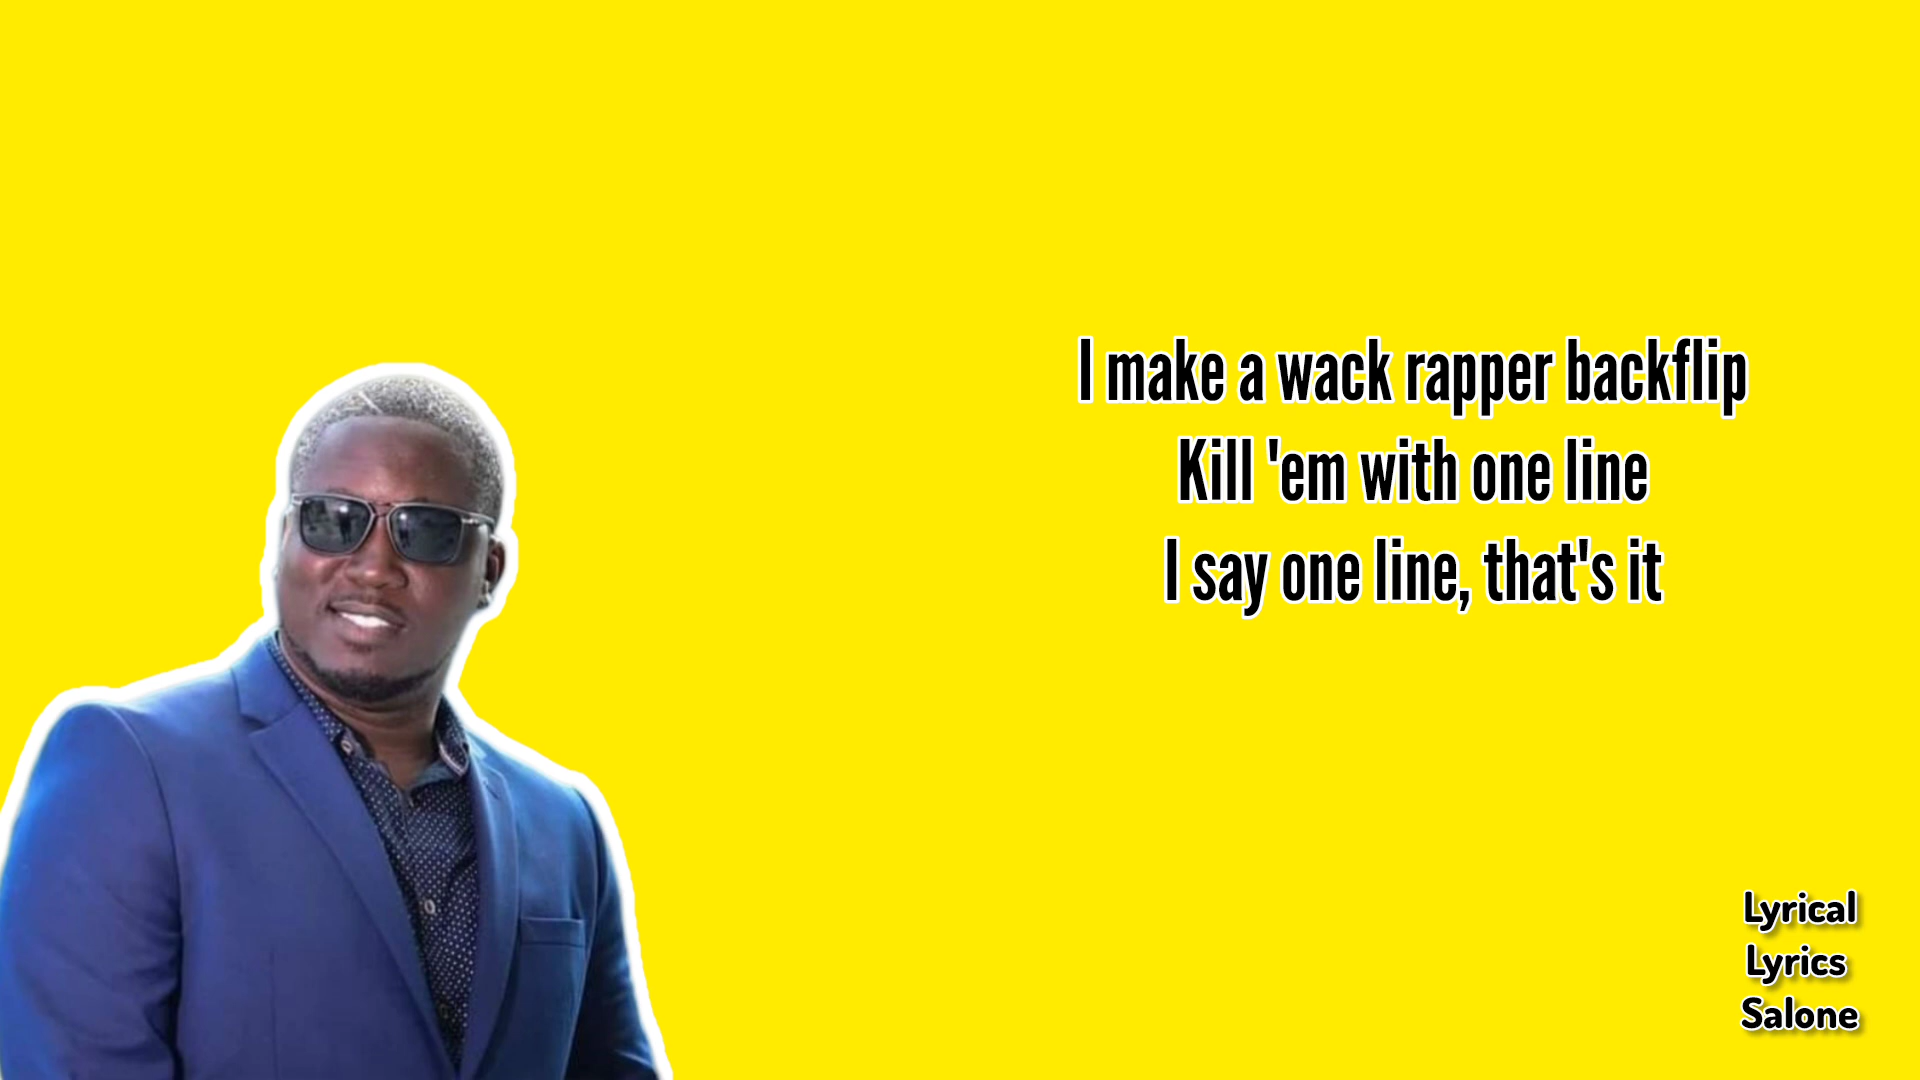 I make a wack rapper backflip
Kill 'em with one line
I say one line, that's it
Lyrical
Lyrics
Salone